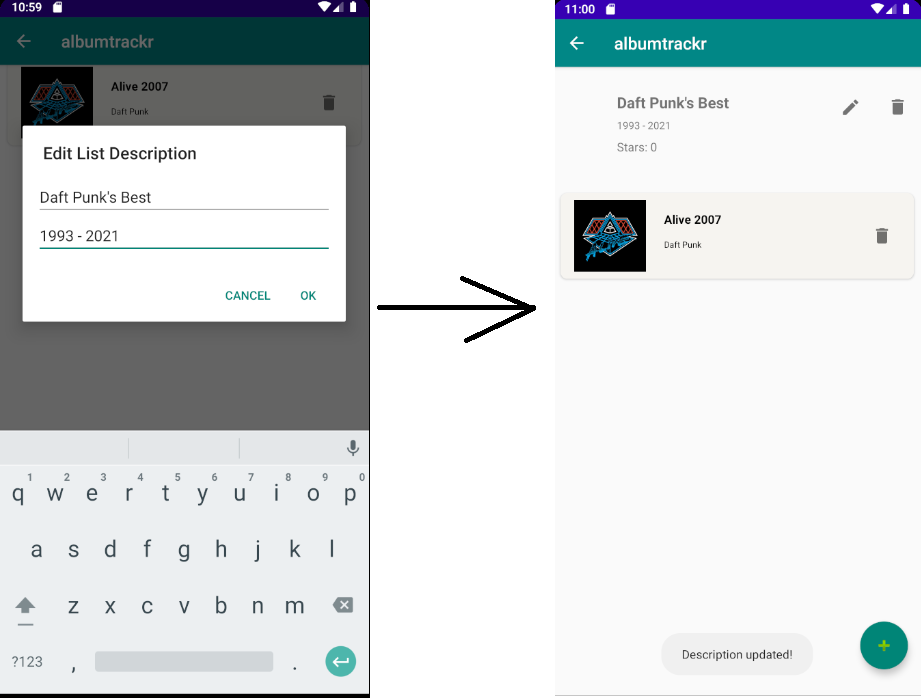 10:59
albumtrackr
Alive 2007
Daft Punk
Edit List Description
Daft Punk's Best
1993 - 2021
CANCEL OK
1 2 3 4 5 6 7 8 9 0
q w e r t y u i o p
a s d f g h j k l
z x c v b n m
?123 , .
11:00
albumtrackr
Daft Punk's Best
1993 - 2021
Stars: 0
Alive 2007
Daft Punk
Description updated!
+